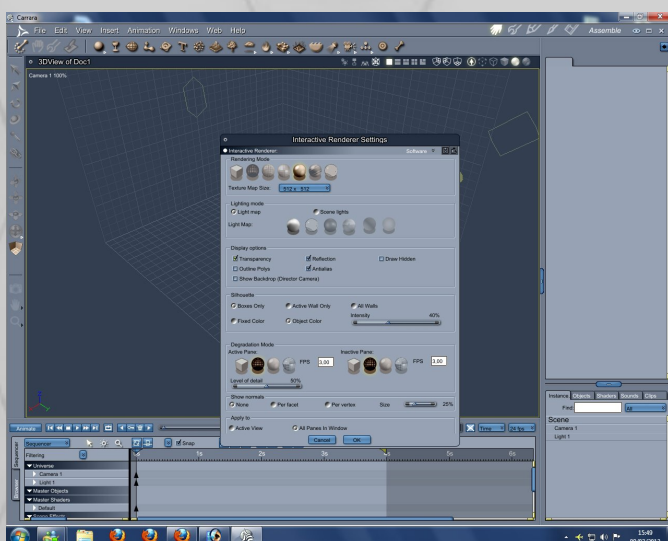 Carrara
File Edit View Insert Animation Windows Web Help
Assemble
3DView of Doc1
Camera 1 100%
Interactive Renderer Settings
Interactive Renderer: Software
Rendering Mode
Texture Map Size: 512 x 512
Lighting mode
Light map Scene lights
Light Map:
Display options
Transparency Reflection Draw Hidden
Outline Polys Antialias
Show Backdrop (Director Camera)
Silhouette
Boxes Only Active Wall Only All Walls
Fixed Color Object Color Intensity 40%
Degradation Mode
Active Pane: Inactive Pane:
FPS 3,00 FPS 3,00
Level of detail 50%
Show normals
None Per facet Per vertex Size 25%
Apply to:
Active View All Panes In Window
Cancel OK
Instance Objects Shaders Sounds Clips
Find: All
Scene
Camera 1
Light 1
Animate Time 24 fps
Sequencer Snap
Filtering 1s 2s 3s 4s 5s 6s
Universe
Camera 1
Light 1
Master Objects
Master Shaders
Default
Scene Effects
Sequencer
Browser
15:49